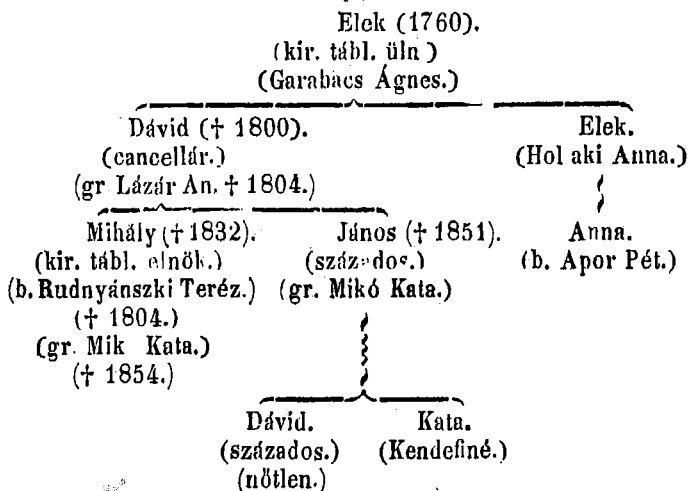 Elek (1760).
(kir. tábl. üln )
(Garabacs Ágnes.)
Dávid († 1800). Elek.
(cancellár.) (Hol aki Anna.)
(gr Lázár An. † 1804.)
Mihály († 1832). János († 1851). Anna.
(kir. tábl. elnök.) (százados.) (b. Apor Pét.)
(b. Rudnyánszki Teréz.) (gr. Mikó Kata.)
(† 1804.)
(gr. Mik Kata.)
(† 1854.)
Dávid. Kata.
(százados.) (Kendefiné.)
(nőtlen.)